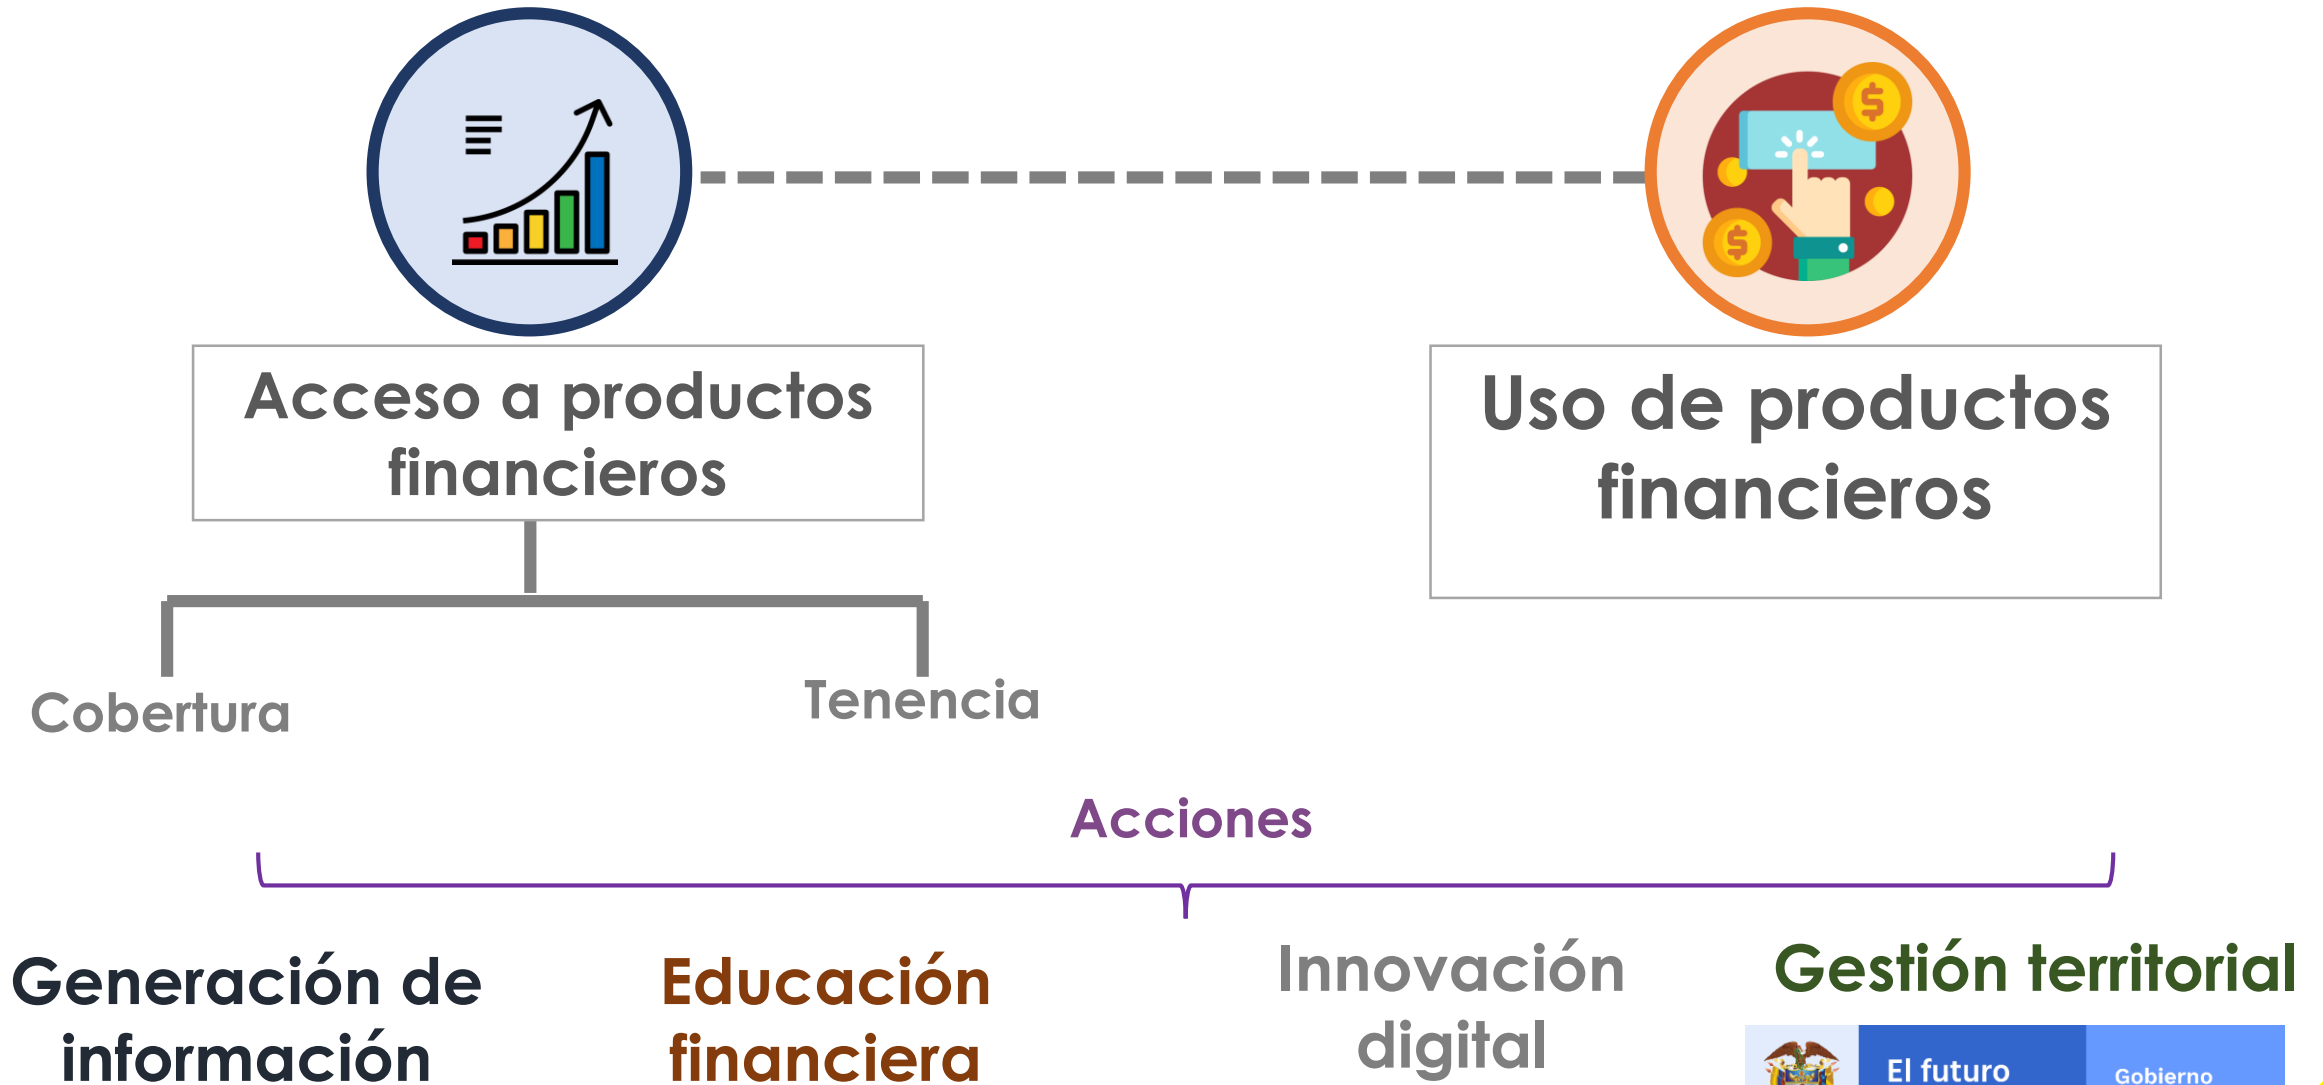 Acceso a productos
financieros
Uso de productos
financieros
Cobertura
Tenencia
Acciones
Generación de
información
Educación
financiera
Innovación
digital
Gestión territorial
El futuro
Gobierno